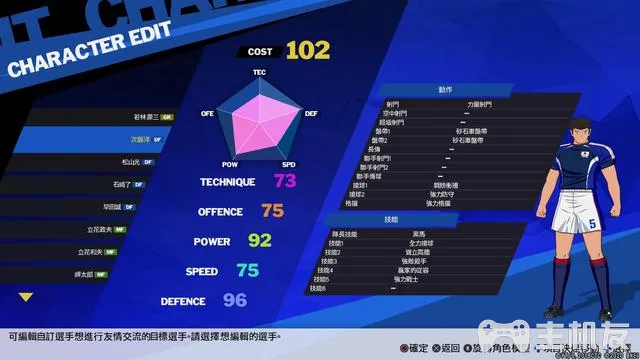 CHARACTER EDIT
COST 102
TEC
OFE
DEF
POW
SPD
若林源三 GK
次藤洋 DF
松山光 DF
石崎了 DF
早田誠 DF
立花政夫 MF
立花和夫 MF
岬太郎 MF
TECHNIQUE 73
OFFENCE 75
POWER 92
SPEED 75
DEFENCE 96
動作
射門 力量射門
空中射門 —
超級射門 —
盤帶1 砂石車盤帶
盤帶2 砂石車盤帶
長傳 —
聯手射門1 —
聯手射門2 —
聯手傳球 —
搶球1 鋼鐵衝撞
搶球2 強力防守
格擋 強力格擋
技能
隊長技能 黑馬
技能1 全力搶球
技能2 聳立高牆
技能3 強敵殺手
技能4 贏家的從容
技能5 強力戰士
技能6 —
5
可編輯自訂選手想進行友情交流的目標選手。請選擇想編輯的選手。
確定 返回
主机友